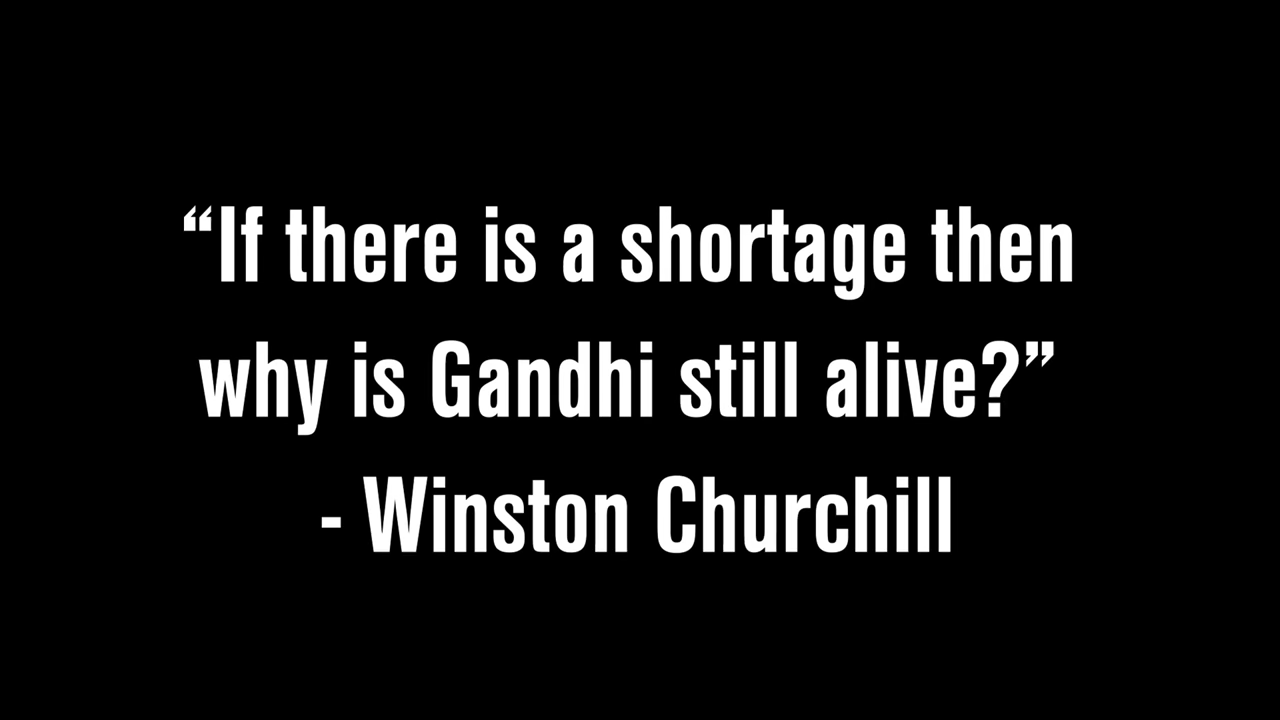 “If there is a shortage then
why is Gandhi still alive?”
- Winston Churchill